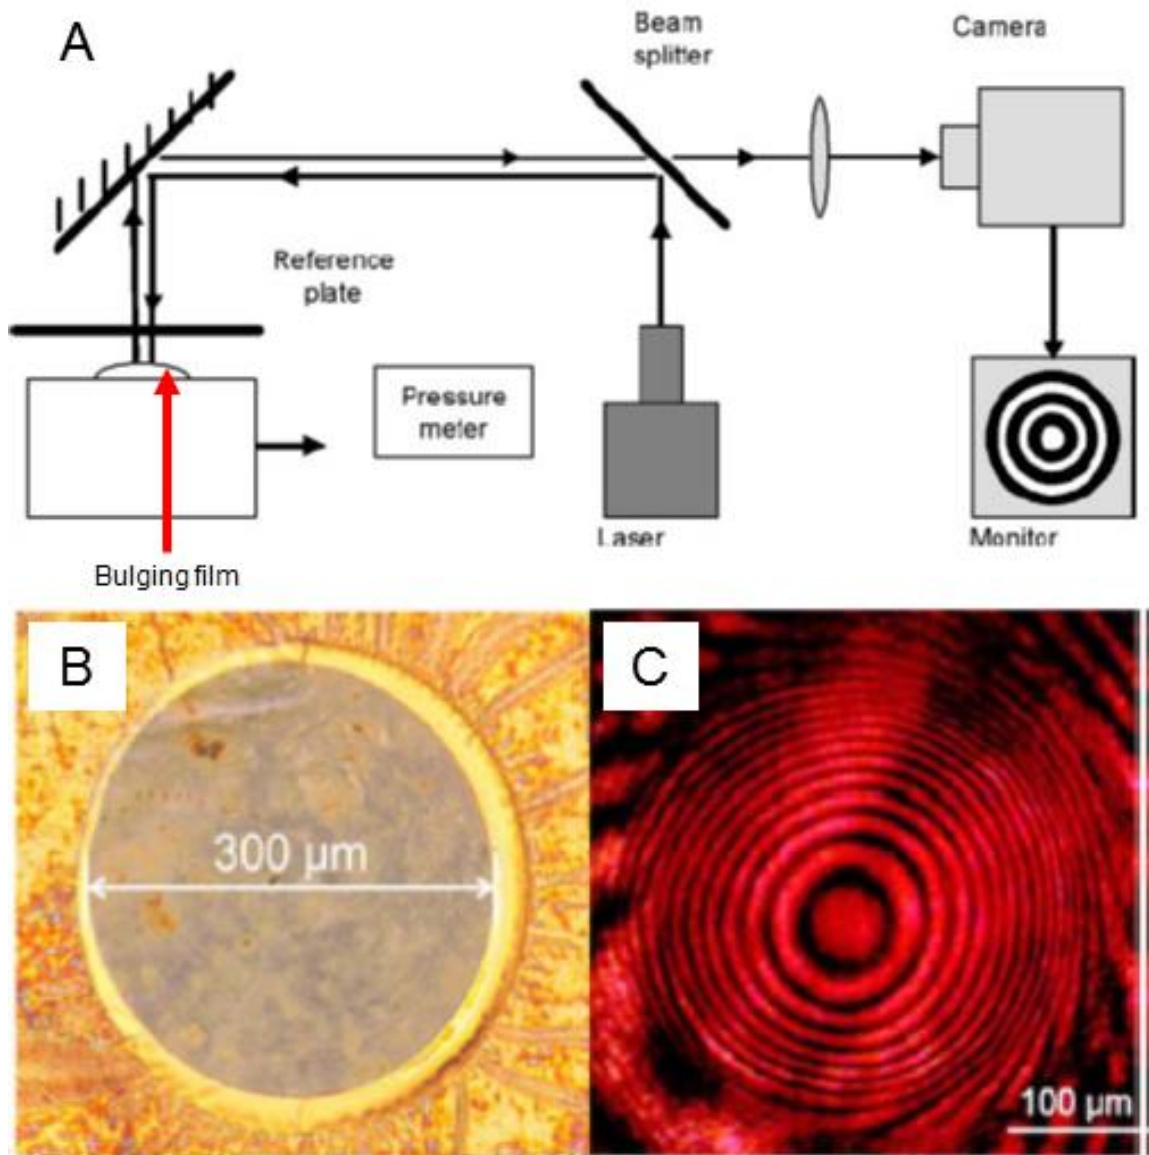 A
Beam
splitter
Camera
Reference
plate
Pressure
meter
Laser
Monitor
Bulging film
B
C
300 µm
100 µm